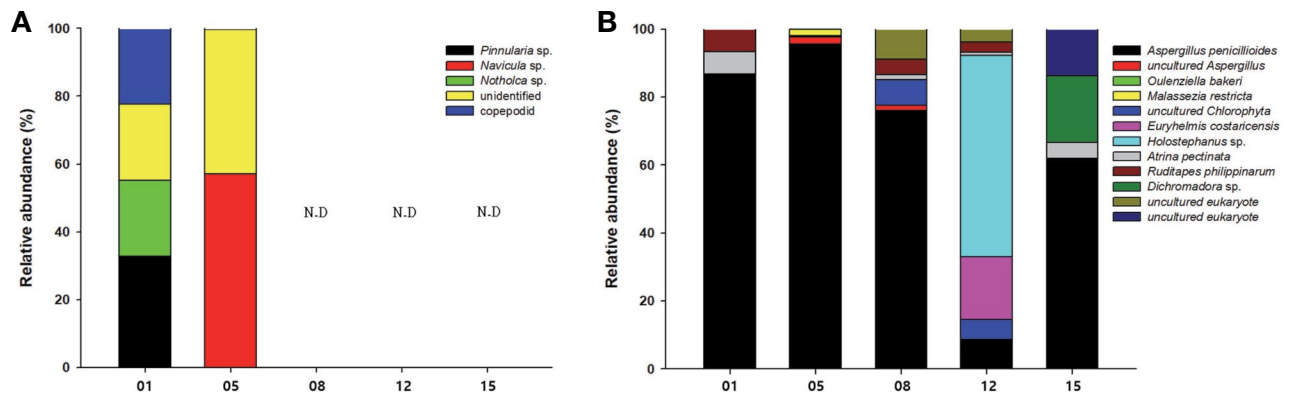 A
Relative abundance (%)
100
80
60
40
20
0
01 05 08 12 15
N.D N.D N.D
Pinnularia sp.
Navicula sp.
Notholca sp.
unidentified
copepodid
B
Relative abundance (%)
100
80
60
40
20
0
01 05 08 12 15
Aspergillus penicillioides
uncultured Aspergillus
Oulenziella bakeri
Malassezia restricta
uncultured Chlorophyta
Euryhelmis costaricensis
Holostephanus sp.
Atrina pectinata
Ruditapes philippinarum
Dichromadora sp.
uncultured eukaryote
uncultured eukaryote